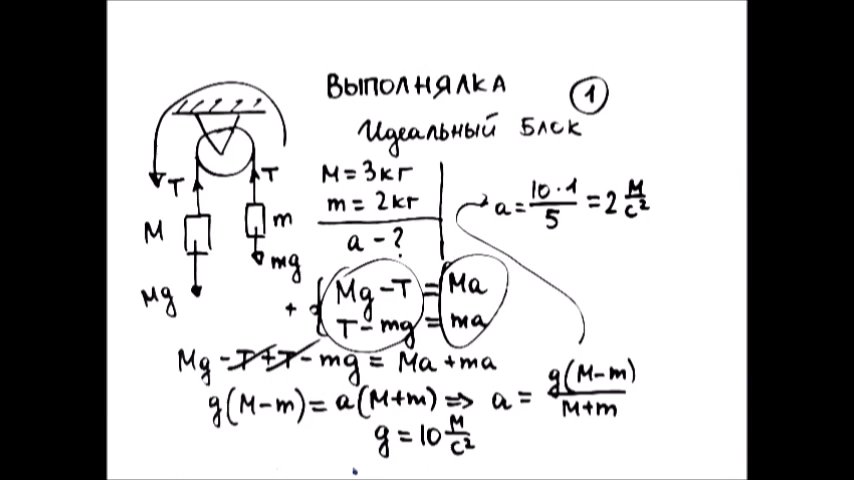 ВЫПОЛНЯЛКА
1
Идеальный БЛОК
M = 3кг
m = 2кг
a - ?
a = 10·1/5 = 2 м/с²
T
T
M
m
mg
Mg
+ { Mg - T = Ma
T - mg = ma
Mg - T + T - mg = Ma + ma
g(M-m) = a(M+m) => a = g(M-m)/M+m
g = 10 м/с²